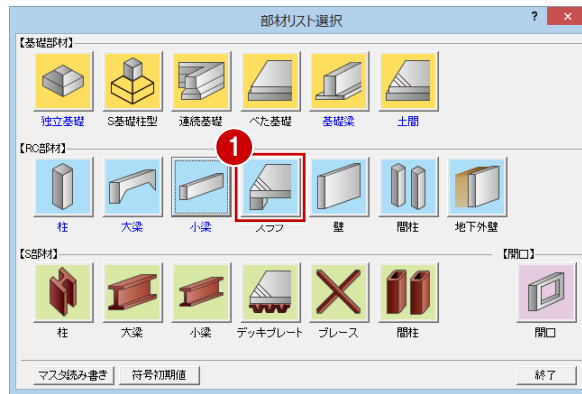 部材リスト選択 ? ×
【基礎部材】
独立基礎 S基礎柱型 連続基礎 べた基礎 基礎梁 土間
【RC部材】
1
柱 大梁 小梁 スラブ 壁 間柱 地下外壁
【S部材】 【開口】
柱 大梁 小梁 デッキプレート ブレース 間柱 開口
マスタ読み書き 符号初期値 終了